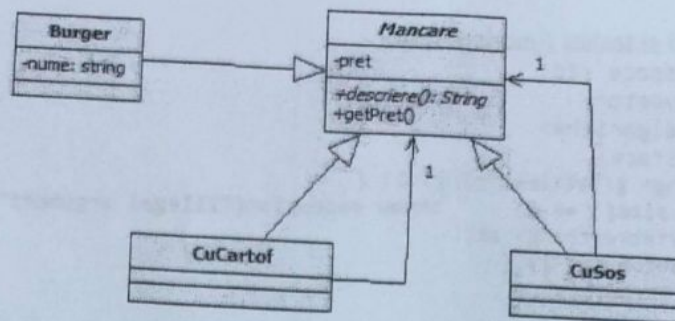 Burger
-nume: string
Mancare
-pret
+descriere(): String
+getPret()
1
1
CuCartof
CuSos